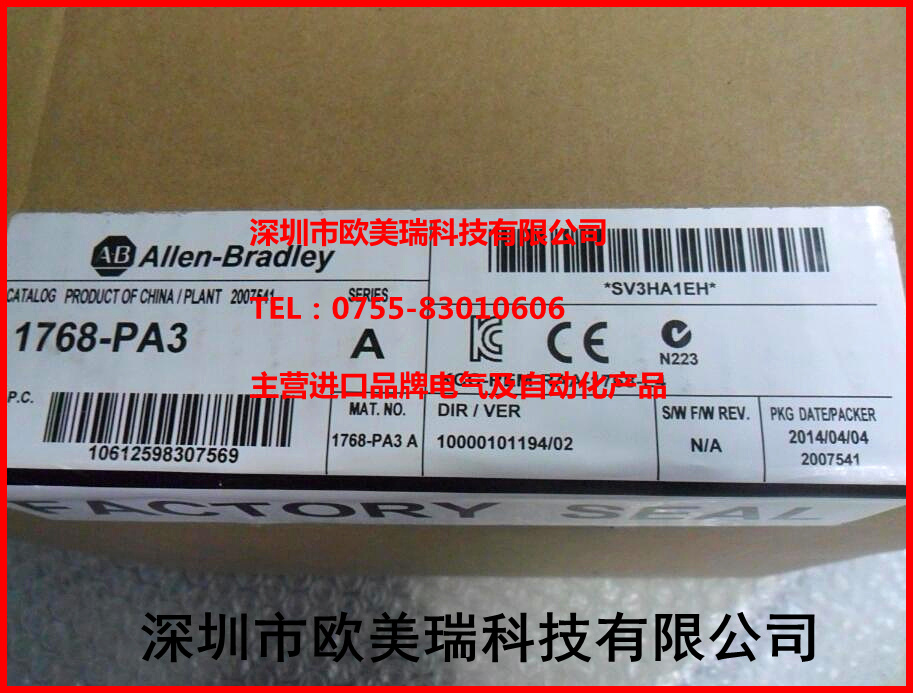 深圳市欧美瑞科技有限公司
AB Allen-Bradley
*SV3HA1EH*
CATALOG PRODUCT OF CHINA / PLANT 2007541 SERIES
TEL：0755-83010606
1768-PA3 A
CE N223
主营进口品牌电气及自动化产品
P.C. MAT. NO. DIR / VER S/W F/W REV. PKG DATE/PACKER
1768-PA3 A 10000101194/02 N/A 2014/04/04
10612598307569 2007541
FACTORY SEAL
深圳市欧美瑞科技有限公司